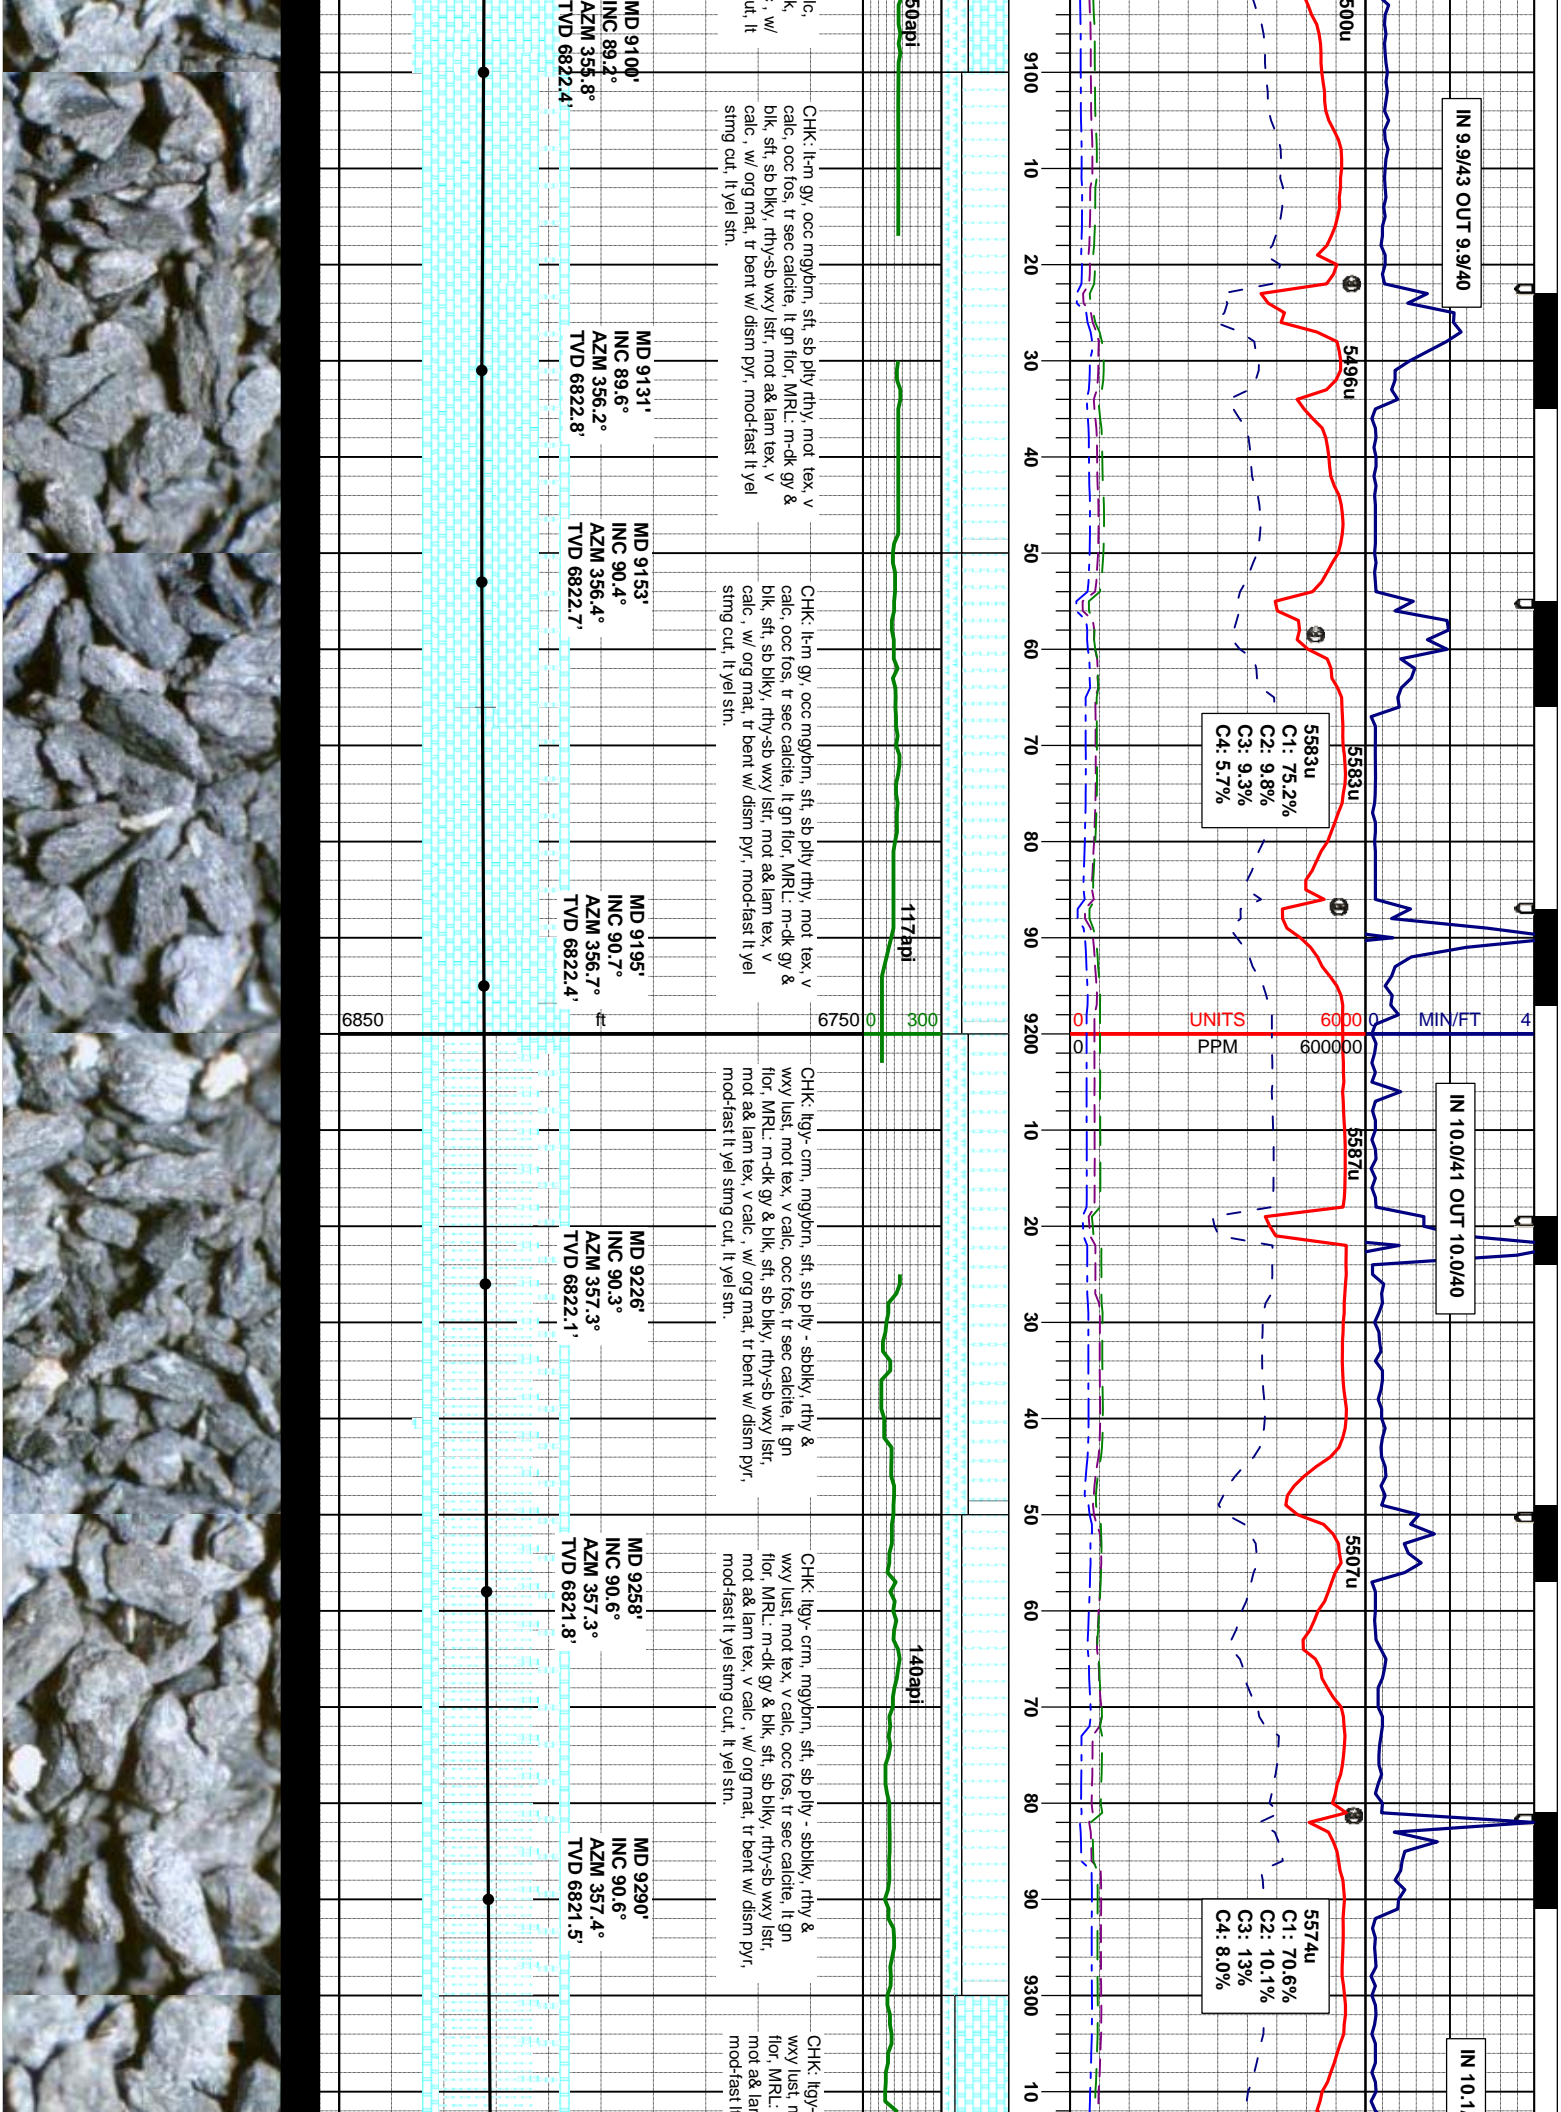 50api
500u
lc,
k,
, w/
ut, lt
MD 9100'
INC 89.2°
AZM 355.8°
TVD 6822.4'
9100
IN 9.9/43 OUT 9.9/40
CHK: lt-m gy, occ mgybrn, sft, sb plty rthy, mot tex, v
calc, occ fos, tr sec calcite, lt gn flor, MRL: m-dk gy &
blk, sft, sb blky, rthy-sb wxy lstr, mot a& lam tex, v
calc , w/ org mat, tr bent w/ dism pyr, mod-fast lt yel
stmg cut, lt yel stn.
10
20
30
5496u
MD 9131'
INC 89.6°
AZM 356.2°
TVD 6822.8'
40
50
MD 9153'
INC 90.4°
AZM 356.4°
TVD 6822.7'
CHK: lt-m gy, occ mgybrn, sft, sb plty rthy, mot tex, v
calc, occ fos, tr sec calcite, lt gn flor, MRL: m-dk gy &
blk, sft, sb blky, rthy-sb wxy lstr, mot a& lam tex, v
calc , w/ org mat, tr bent w/ dism pyr, mod-fast lt yel
stmg cut, lt yel stn.
60
70
5583u
5583u
C1: 75.2%
C2: 9.8%
C3: 9.3%
C4: 5.7%
80
90
117api
MD 9195'
INC 90.7°
AZM 356.7°
TVD 6822.4'
6850 ft 6750 0 300
0 UNITS 6000 0 MIN/FT 4
9200
0 PPM 600000
IN 10.0/41 OUT 10.0/40
CHK: ltgy- crm, mgybrn, sft, sb plty - sbblky, rthy &
wxy lust, mot tex, v calc, occ fos, tr sec calcite, lt gn
flor, MRL: m-dk gy & blk, sft, sb blky, rthy-sb wxy lstr,
mot a& lam tex, v calc , w/ org mat, tr bent w/ dism pyr,
mod-fast lt yel stmg cut, lt yel stn.
10
5587u
20
MD 9226'
INC 90.3°
AZM 357.3°
TVD 6822.1'
30
40
50
5507u
MD 9258'
INC 90.6°
AZM 357.3°
TVD 6821.8'
CHK: ltgy- crm, mgybrn, sft, sb plty - sbblky, rthy &
wxy lust, mot tex, v calc, occ fos, tr sec calcite, lt gn
flor, MRL: m-dk gy & blk, sft, sb blky, rthy-sb wxy lstr,
mot a& lam tex, v calc , w/ org mat, tr bent w/ dism pyr,
mod-fast lt yel stmg cut, lt yel stn.
60
140api
70
80
90
MD 9290'
INC 90.6°
AZM 357.4°
TVD 6821.5'
5574u
C1: 70.6%
C2: 10.1%
C3: 13%
C4: 8.0%
9300
IN 10.1
CHK: ltgy-
wxy lust, m
flor, MRL:
mot a& lar
mod-fast l
10